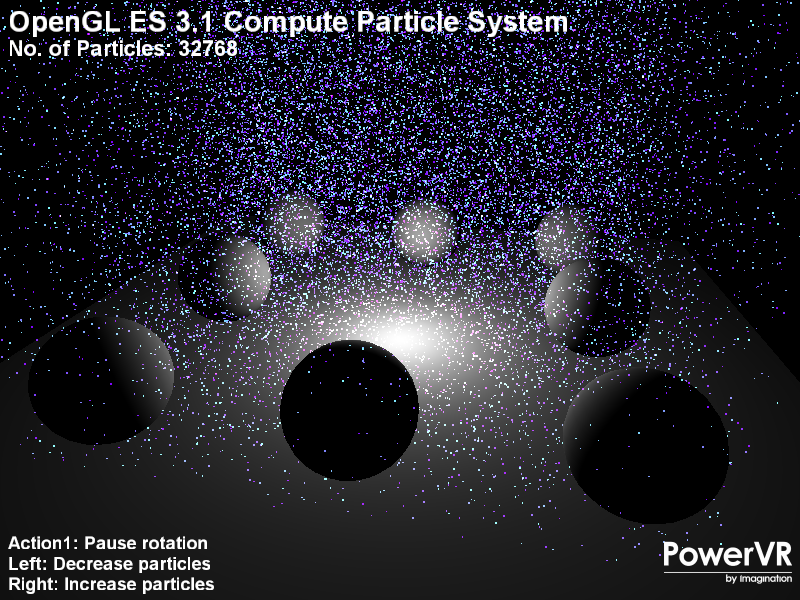 OpenGL ES 3.1 Compute Particle System
No. of Particles: 32768
Action1: Pause rotation
Left: Decrease particles
Right: Increase particles
PowerVR
by Imagination